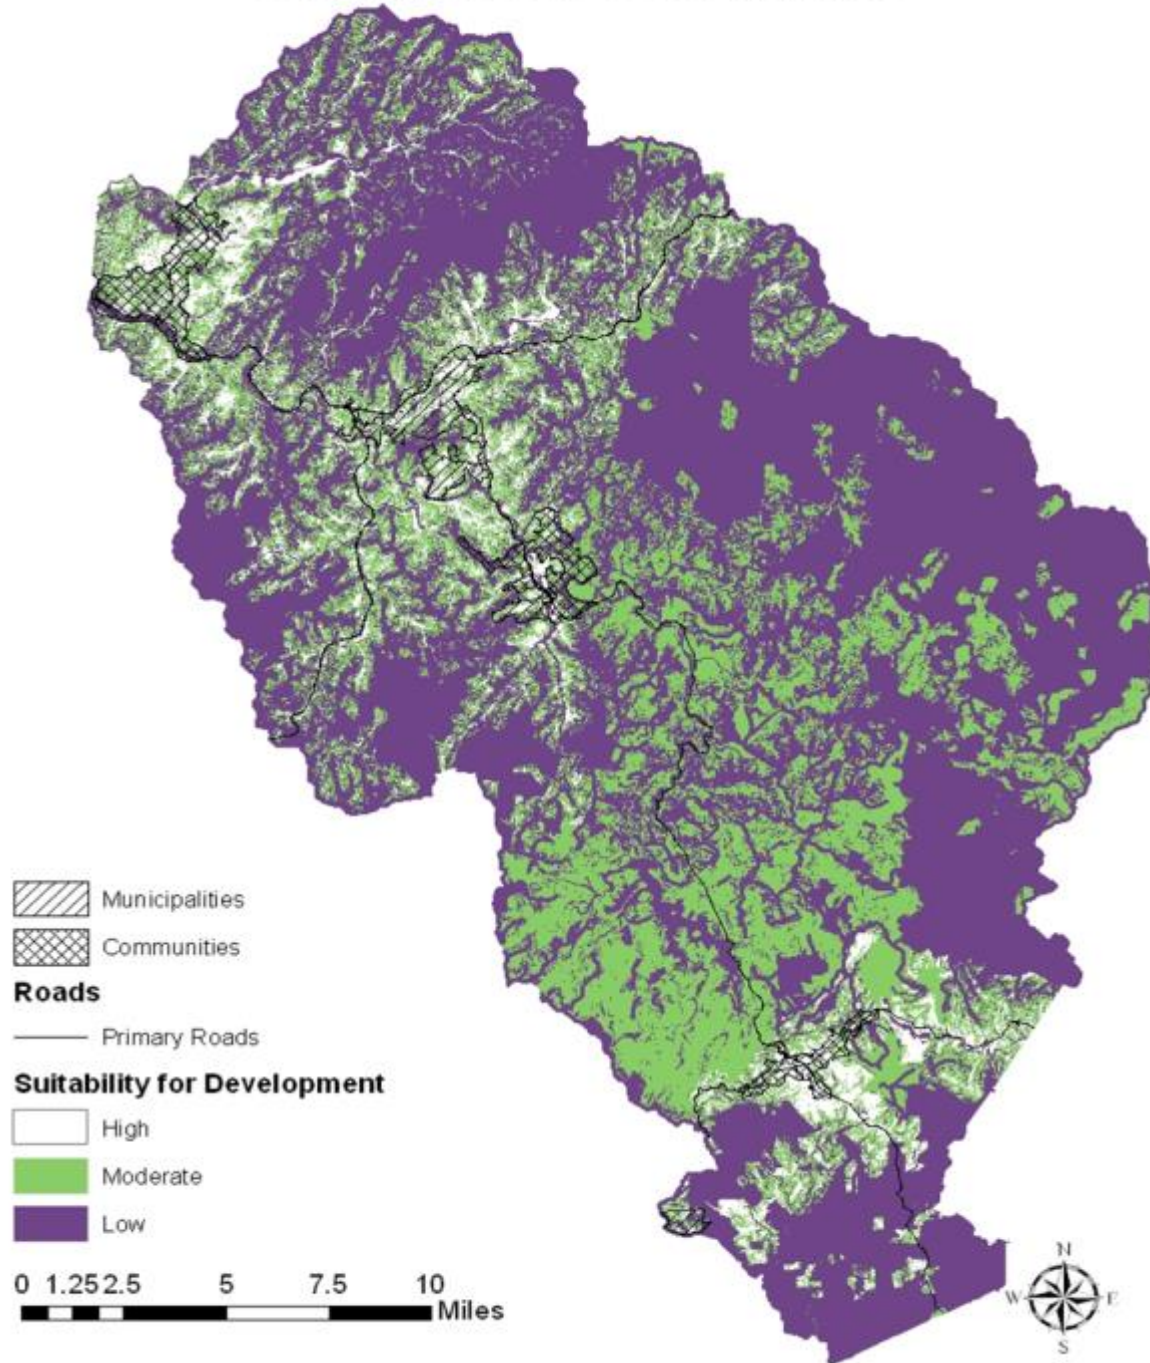 Municipalities
Communities
Roads
Primary Roads
Suitability for Development
High
Moderate
Low
0 1.25 2.5 5 7.5 10
Miles
N
W E
S